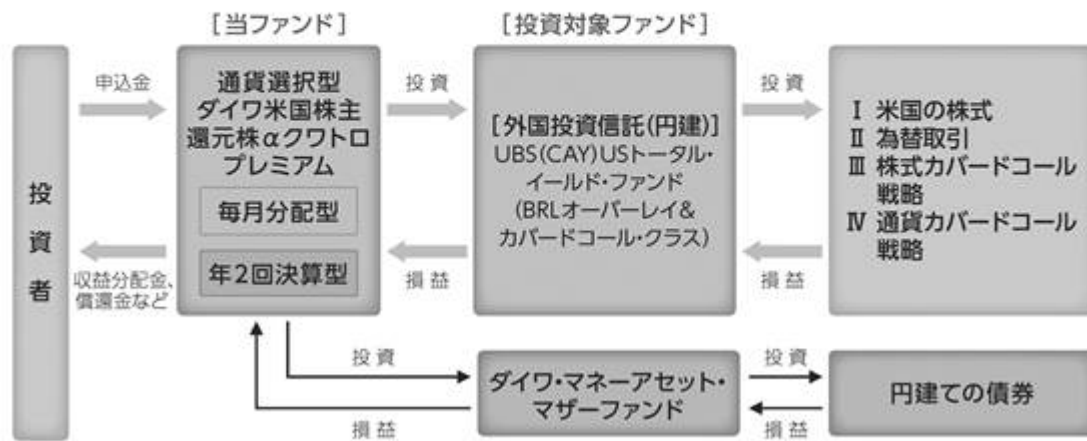 [当ファンド]
[投資対象ファンド]
投資者
申込金
収益分配金、
償還金など
通貨選択型
ダイワ米国株主
還元株αクワトロ
プレミアム
毎月分配型
年2回決算型
投資
損益
[外国投資信託(円建)]
UBS(CAY)USトータル・
イールド・ファンド
(BRLオーバーレイ&
カバードコール・クラス)
投資
損益
Ⅰ 米国の株式
Ⅱ 為替取引
Ⅲ 株式カバードコール
戦略
Ⅳ 通貨カバードコール
戦略
投資
損益
ダイワ・マネーアセット・
マザーファンド
投資
損益
円建ての債券